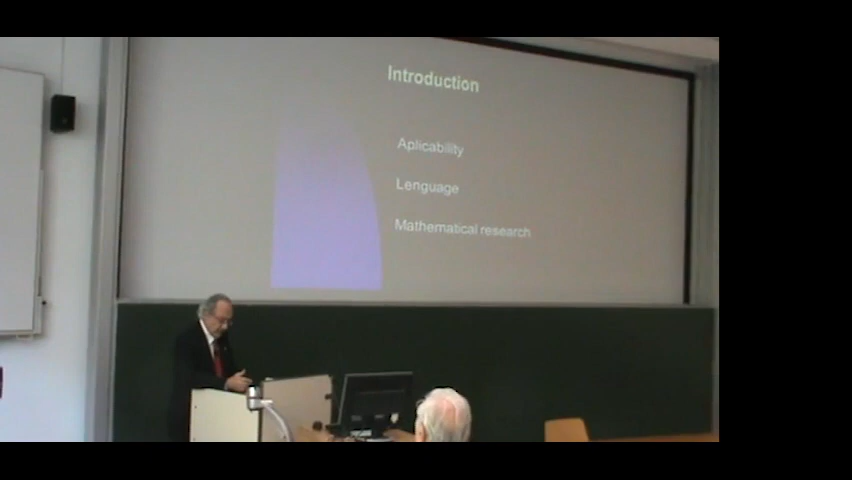 Introduction
Aplicability
Lenguage
Mathematical research